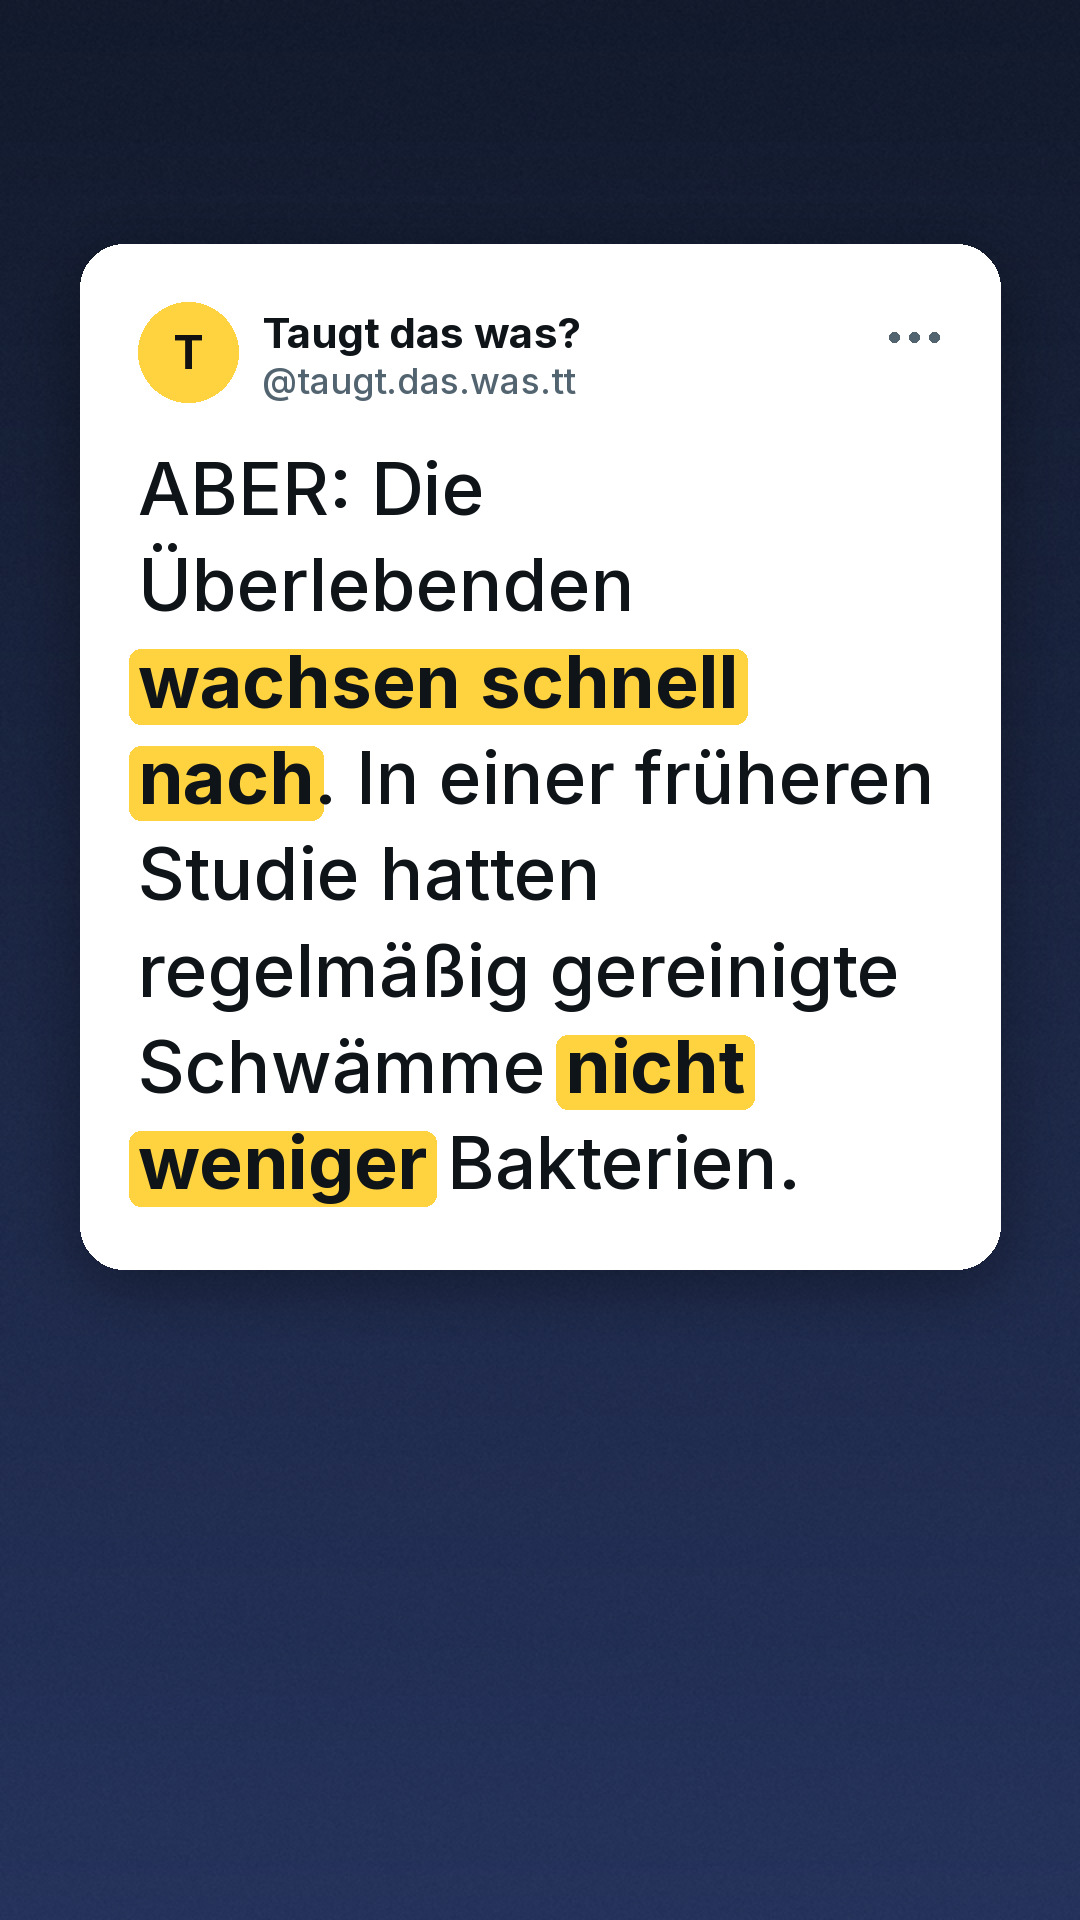 T
Taugt das was?
@taugt.das.was.tt
ABER: Die
Überlebenden
wachsen schnell
nach. In einer früheren
Studie hatten
regelmäßig gereinigte
Schwämme nicht
weniger Bakterien.